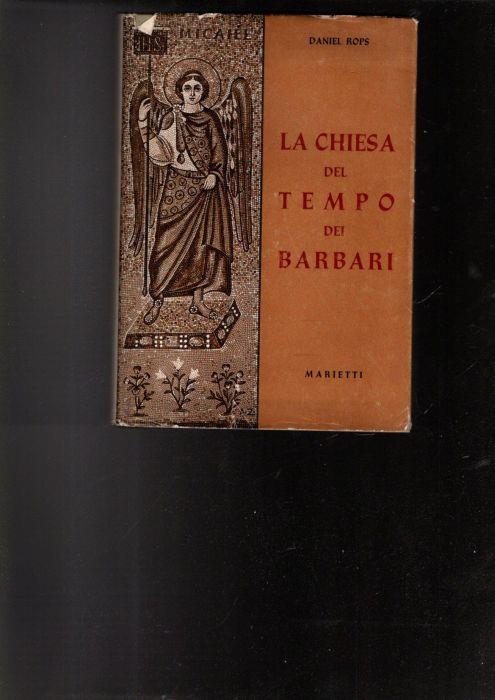 MICAHEL
DANIEL ROPS
LA CHIESA
DEL
TEMPO
DEI
BARBARI
MARIETTI